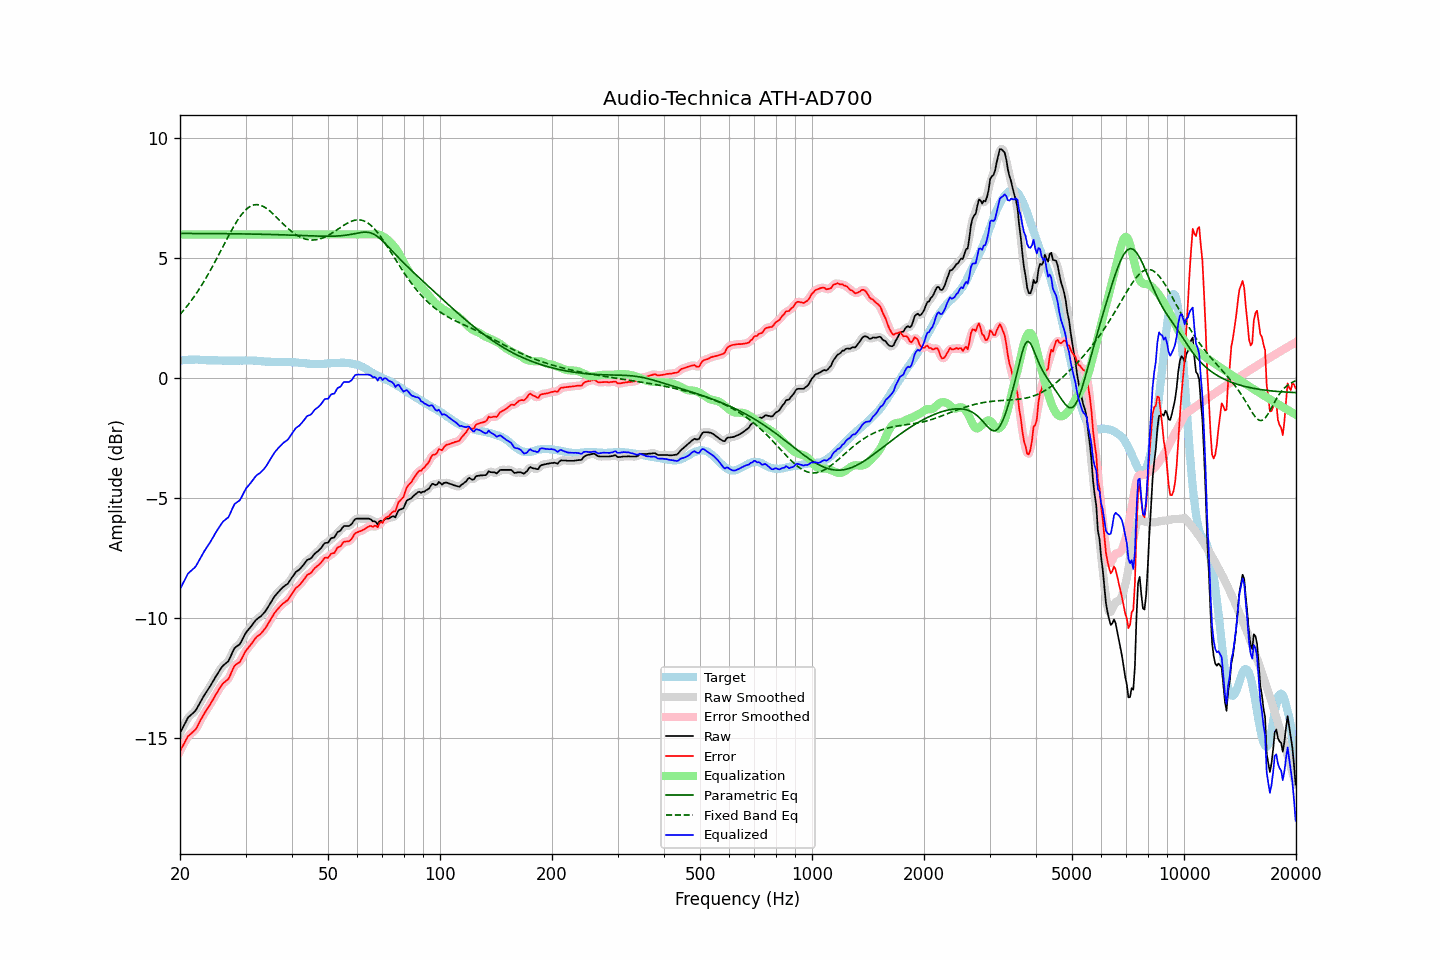 Audio-Technica ATH-AD700
Amplitude (dBr)
10
5
0
−5
−10
−15
Target
Raw Smoothed
Error Smoothed
Raw
Error
Equalization
Parametric Eq
Fixed Band Eq
Equalized
20 50 100 200 500 1000 2000 5000 10000 20000
Frequency (Hz)